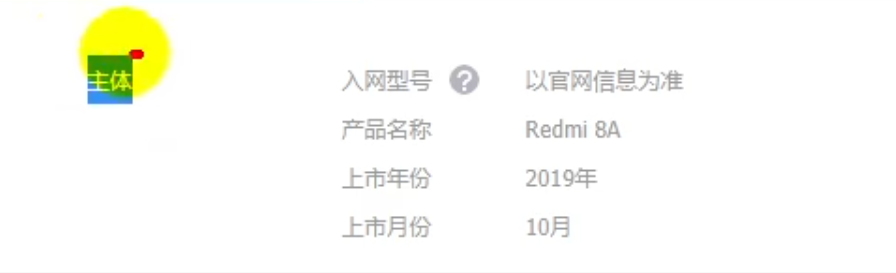 主体 入网型号 ? 以官网信息为准
产品名称 Redmi 8A
上市年份 2019年
上市月份 10月